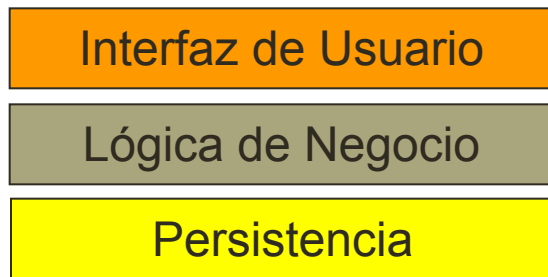 Interfaz de Usuario
Lógica de Negocio
Persistencia